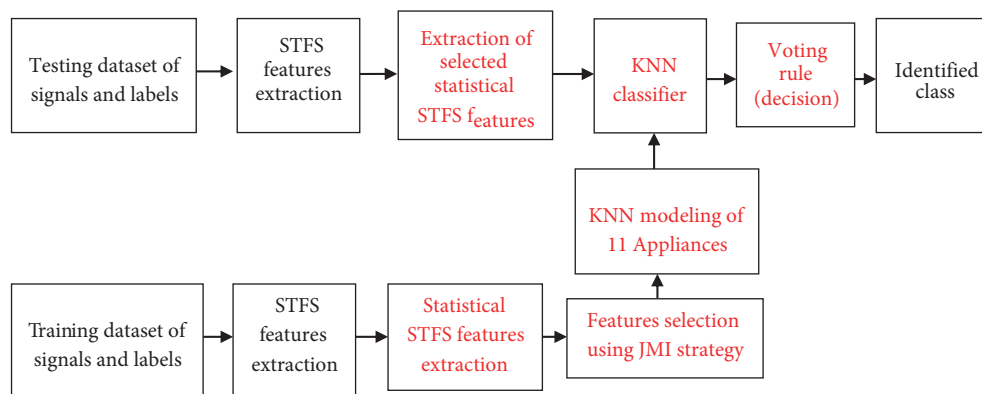 Testing dataset of
signals and labels
STFS
features
extraction
Extraction of
selected
statistical
STFS features
KNN
classifier
Voting
rule
(decision)
Identified
class
KNN modeling of
11 Appliances
Training dataset of
signals and labels
STFS
features
extraction
Statistical
STFS features
extraction
Features selection
using JMI strategy